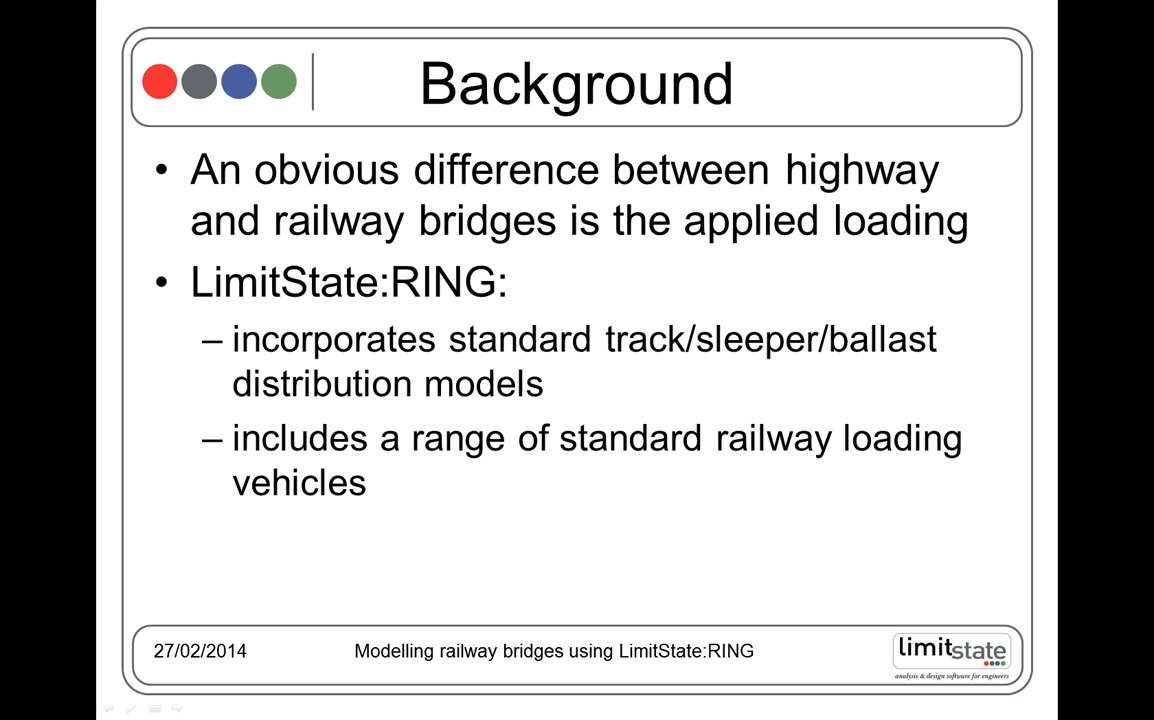 Background
• An obvious difference between highway
and railway bridges is the applied loading
• LimitState:RING:
– incorporates standard track/sleeper/ballast
distribution models
– includes a range of standard railway loading
vehicles
27/02/2014
Modelling railway bridges using LimitState:RING
limitstate
analysis & design software for engineers